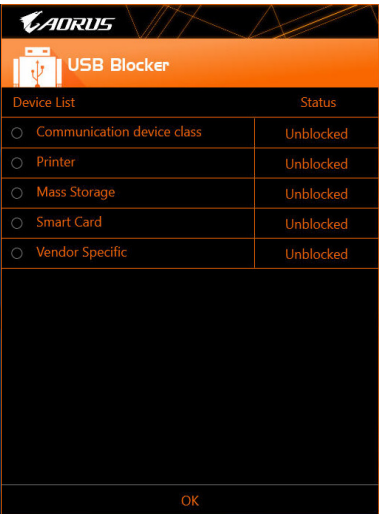 AORUS
USB Blocker
Device List Status
Communication device class Unblocked
Printer Unblocked
Mass Storage Unblocked
Smart Card Unblocked
Vendor Specific Unblocked
OK